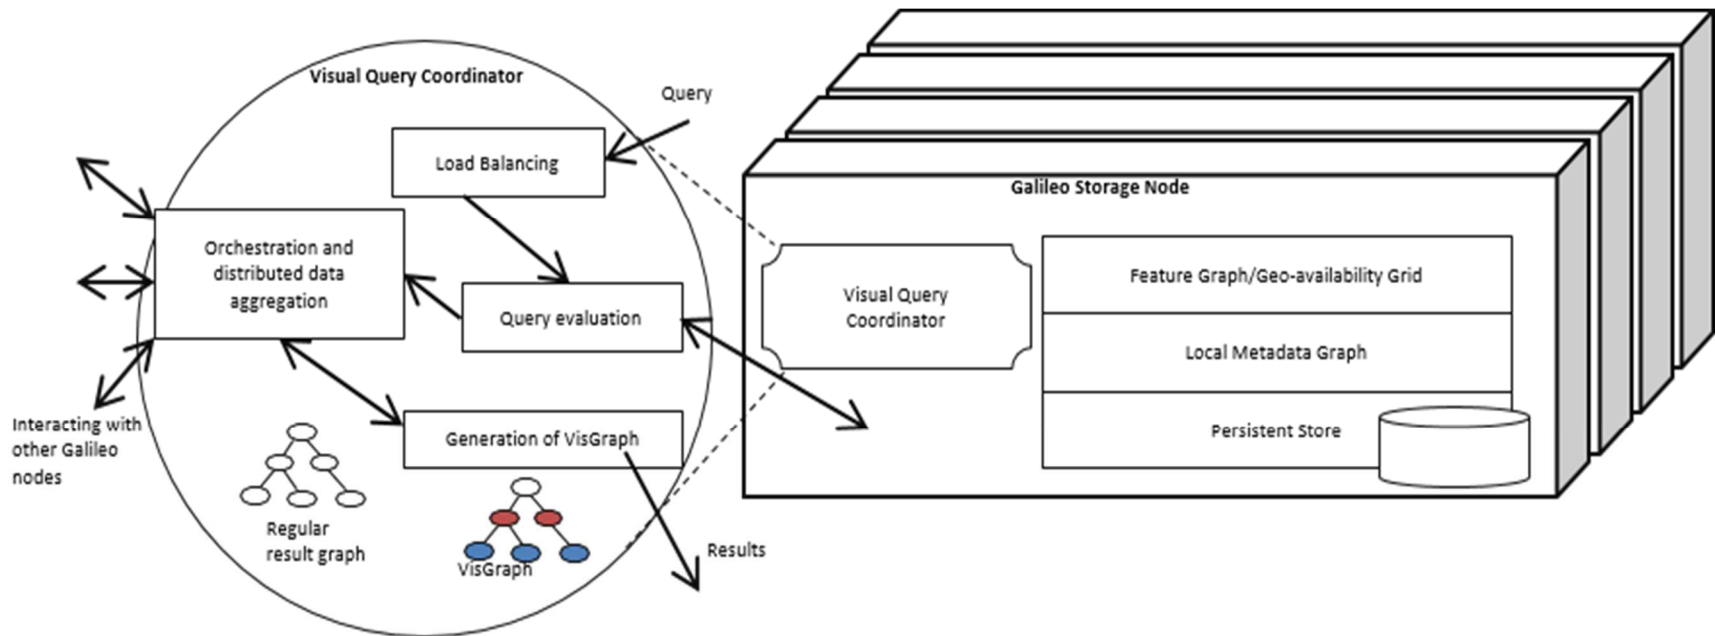 Visual Query Coordinator
Query
Load Balancing
Orchestration and
distributed data
aggregation
Query evaluation
Generation of VisGraph
Interacting with
other Galileo
nodes
Regular
result graph
VisGraph
Results
Galileo Storage Node
Visual Query
Coordinator
Feature Graph/Geo-availability Grid
Local Metadata Graph
Persistent Store